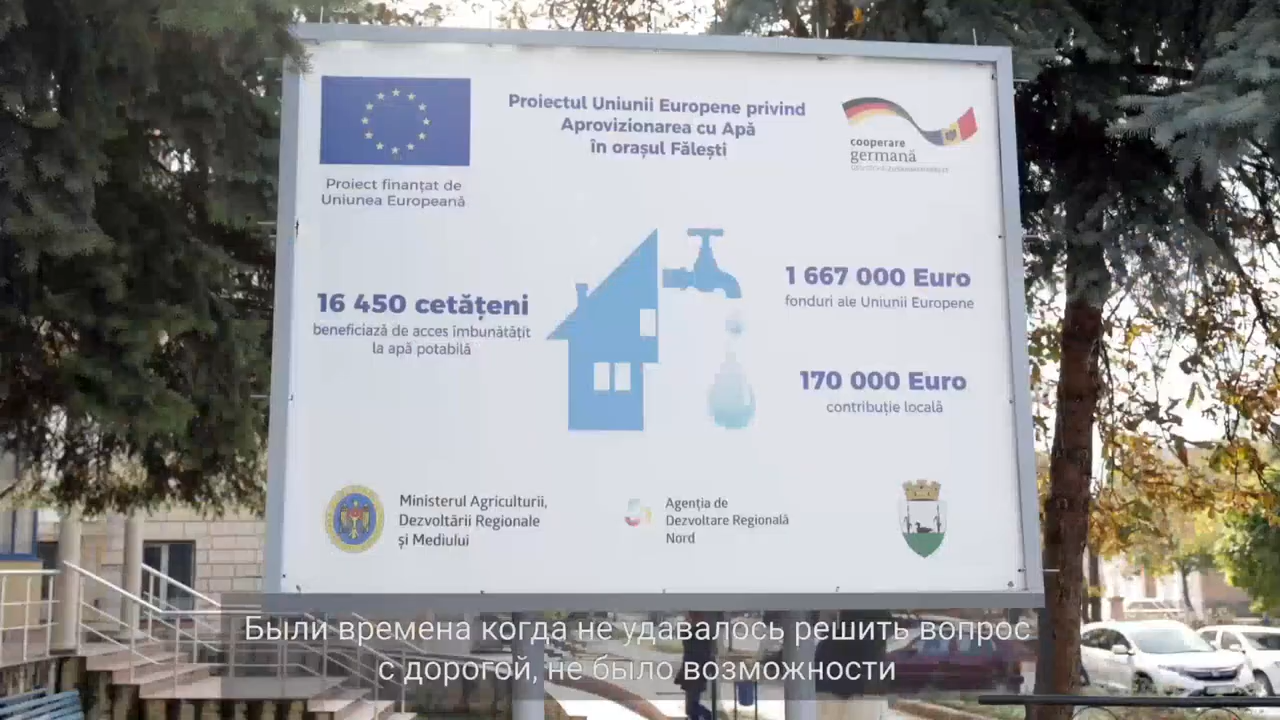 Proiectul Uniunii Europene privind
Aprovizionarea cu Apă
în orașul Fălești
cooperare
germană
Proiect finanțat de
Uniunea Europeană
16 450 cetățeni
beneficiază de acces îmbunătățit
la apă potabilă
1 667 000 Euro
fonduri ale Uniunii Europene
170 000 Euro
contribuție locală
Ministerul Agriculturii,
Dezvoltării Regionale
și Mediului
Agenția de
Dezvoltare Regională
Nord
Были времена когда не удавалось решить вопрос
с дорогой, не было возможности